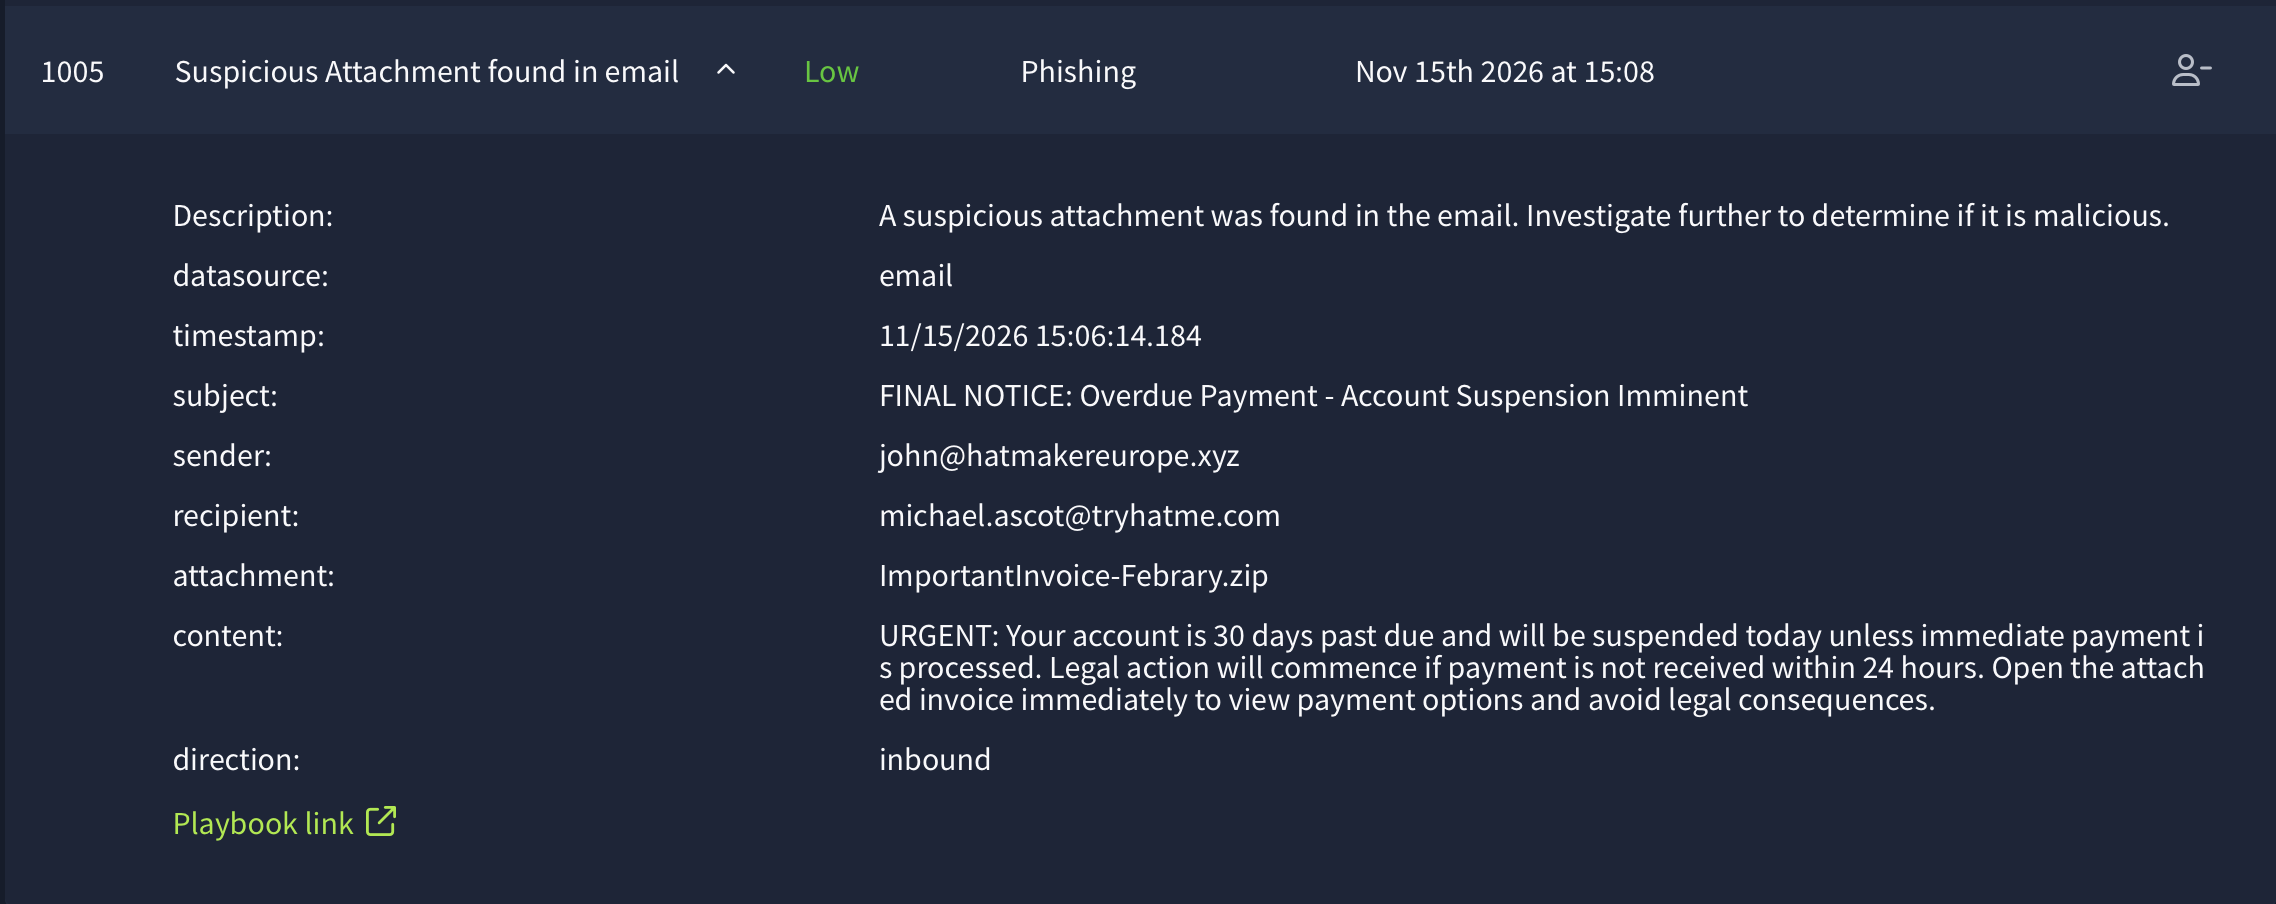 1005 Suspicious Attachment found in email Low Phishing Nov 15th 2026 at 15:08
Description: A suspicious attachment was found in the email. Investigate further to determine if it is malicious.
datasource: email
timestamp: 11/15/2026 15:06:14.184
subject: FINAL NOTICE: Overdue Payment - Account Suspension Imminent
sender: john@hatmakereurope.xyz
recipient: michael.ascot@tryhatme.com
attachment: ImportantInvoice-Febrary.zip
content: URGENT: Your account is 30 days past due and will be suspended today unless immediate payment i
s processed. Legal action will commence if payment is not received within 24 hours. Open the attach
ed invoice immediately to view payment options and avoid legal consequences.
direction: inbound
Playbook link